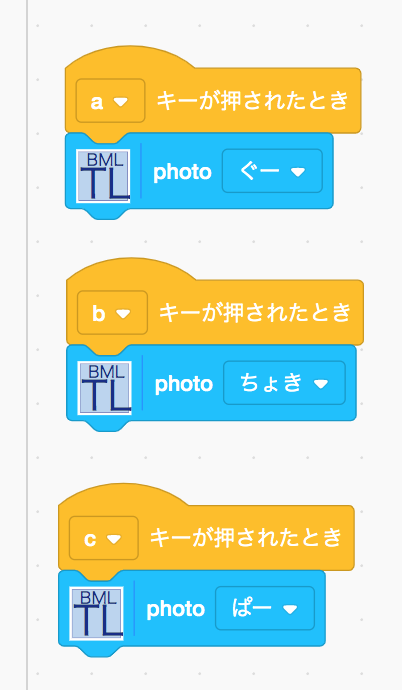 a キーが押されたとき
BML TL photo ぐー
b キーが押されたとき
BML TL photo ちょき
c キーが押されたとき
BML TL photo ぱー